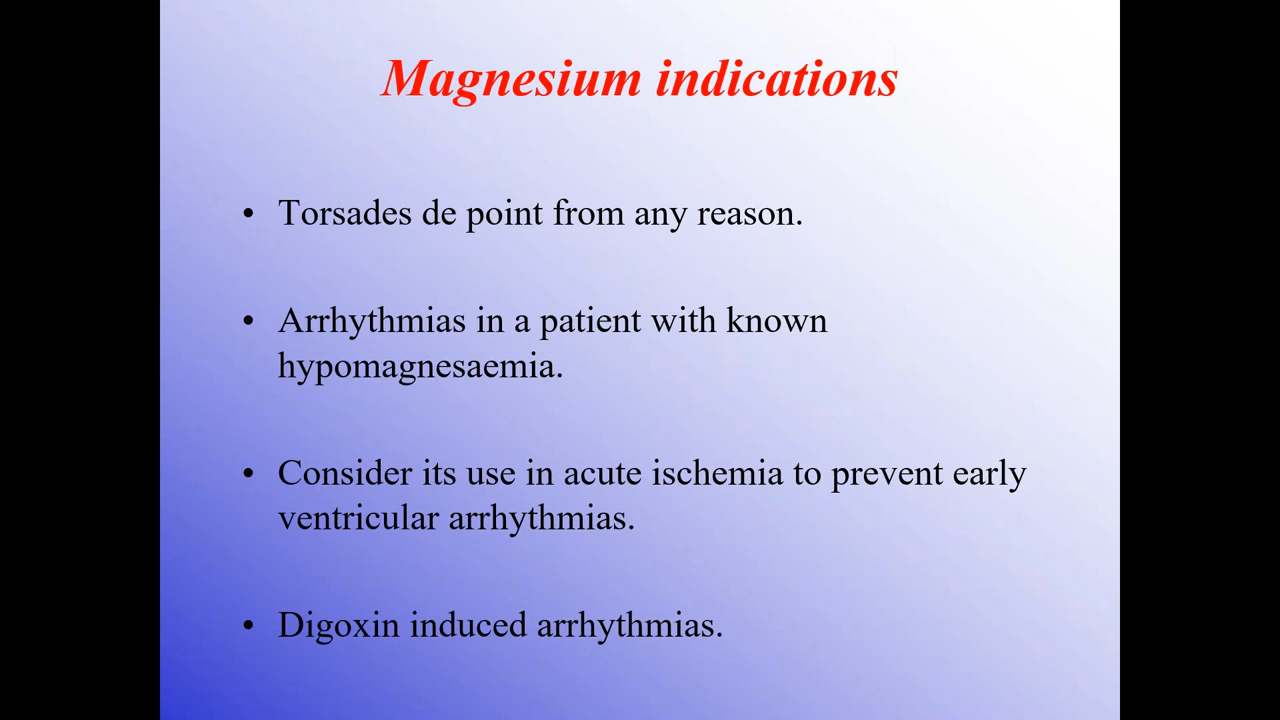 Magnesium indications
• Torsades de point from any reason.
• Arrhythmias in a patient with known
hypomagnesaemia.
• Consider its use in acute ischemia to prevent early
ventricular arrhythmias.
• Digoxin induced arrhythmias.